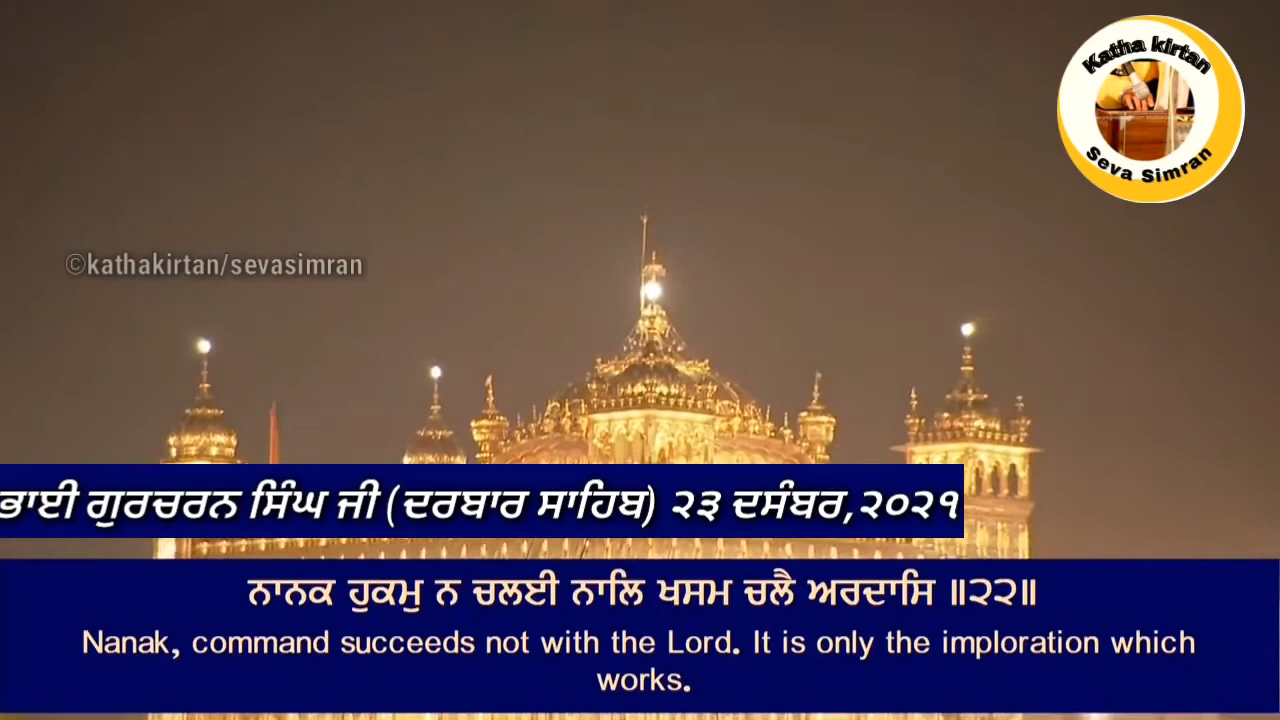 Katha kirtan
Seva Simran
©kathakirtan/sevasimran
ਭਾਈ ਗੁਰਚਰਨ ਸਿੰਘ ਜੀ (ਦਰਬਾਰ ਸਾਹਿਬ) ੨੩ ਦਸੰਬਰ,੨੦੨੧
ਨਾਨਕ ਹੁਕਮੁ ਨ ਚਲਈ ਨਾਲਿ ਖਸਮ ਚਲੈ ਅਰਦਾਸਿ ॥੨੨॥
Nanak, command succeeds not with the Lord. It is only the imploration which
works.